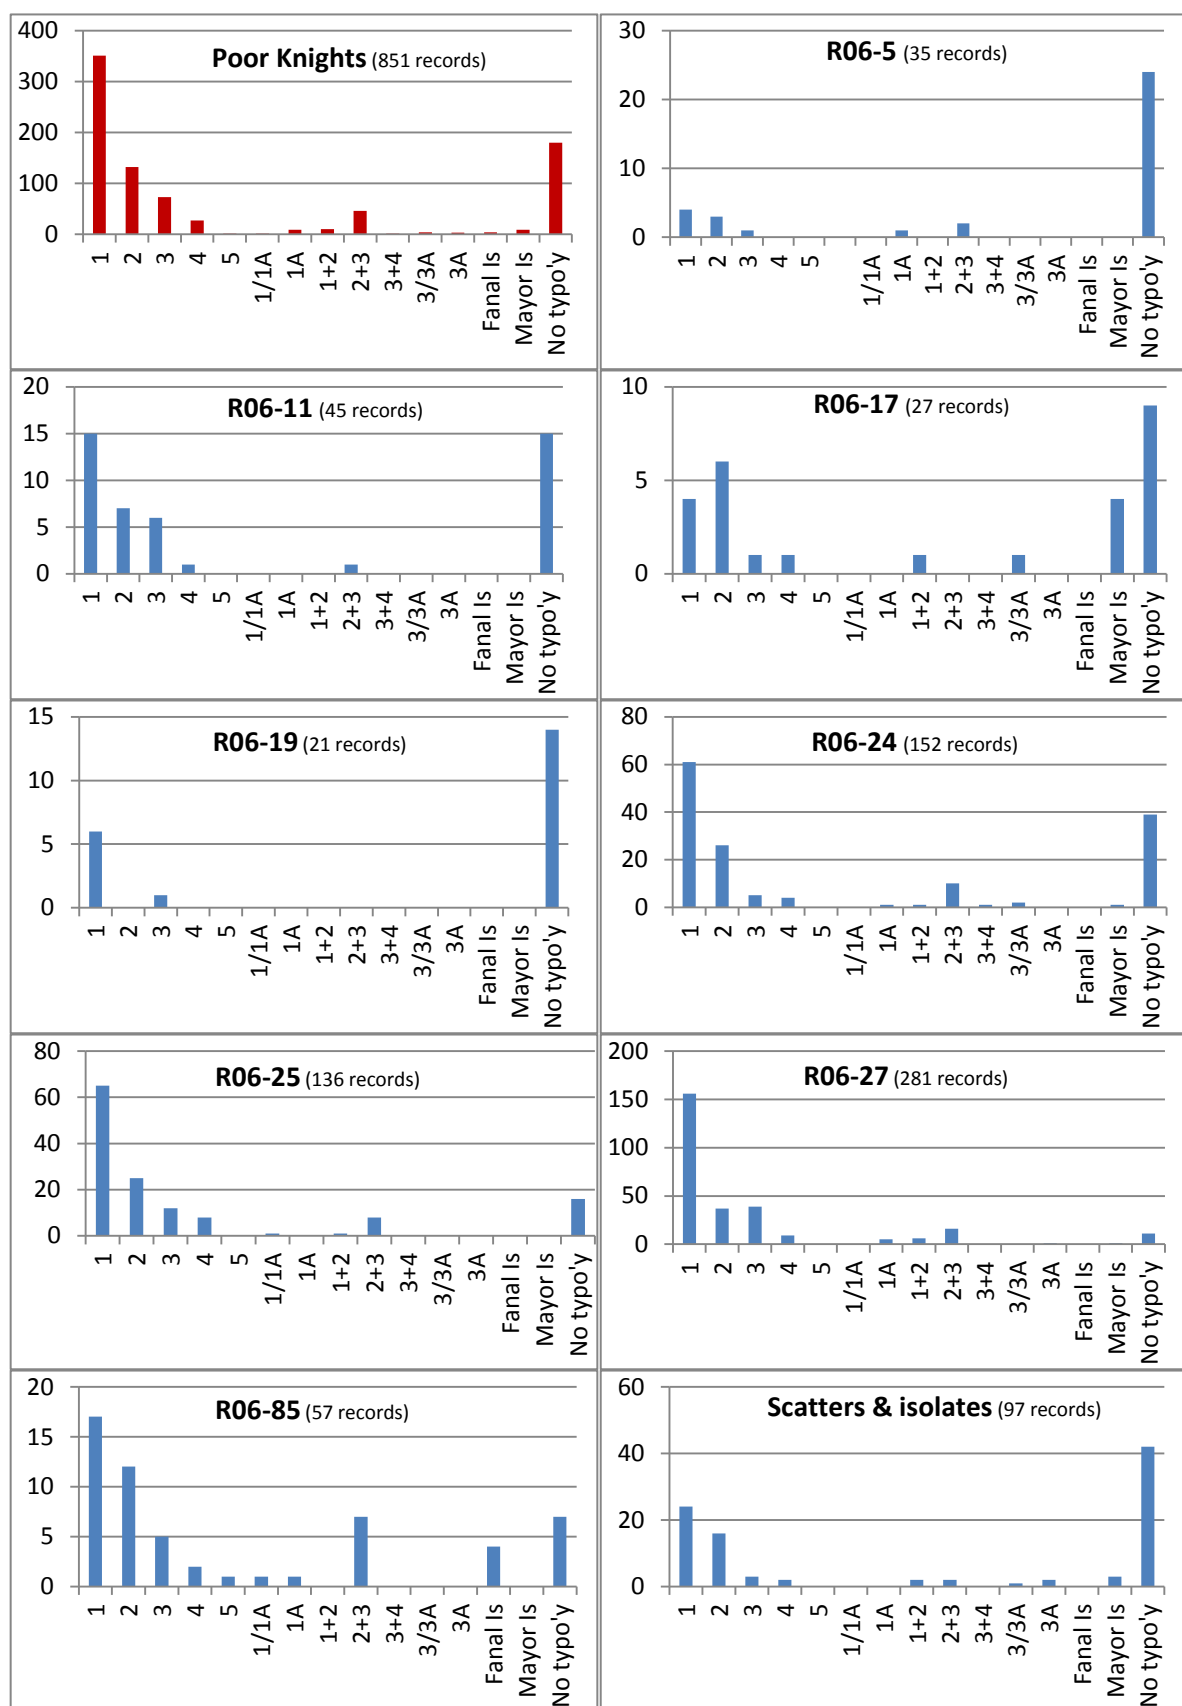 Poor Knights (851 records)
400
300
200
100
0
1
2
3
4
5
1/1A
1A
1+2
2+3
3+4
3/3A
3A
Fanal Is
Mayor Is
No typo'y
R06-5 (35 records)
30
20
10
0
1
2
3
4
5
1/1A
1A
1+2
2+3
3+4
3/3A
3A
Fanal Is
Mayor Is
No typo'y
R06-11 (45 records)
20
15
10
5
0
1
2
3
4
5
1/1A
1A
1+2
2+3
3+4
3/3A
3A
Fanal Is
Mayor Is
No typo'y
R06-17 (27 records)
10
5
0
1
2
3
4
5
1/1A
1A
1+2
2+3
3+4
3/3A
3A
Fanal Is
Mayor Is
No typo'y
R06-19 (21 records)
15
10
5
0
1
2
3
4
5
1/1A
1A
1+2
2+3
3+4
3/3A
3A
Fanal Is
Mayor Is
No typo'y
R06-24 (152 records)
80
60
40
20
0
1
2
3
4
5
1/1A
1A
1+2
2+3
3+4
3/3A
3A
Fanal Is
Mayor Is
No typo'y
R06-25 (136 records)
80
60
40
20
0
1
2
3
4
5
1/1A
1A
1+2
2+3
3+4
3/3A
3A
Fanal Is
Mayor Is
No typo'y
R06-27 (281 records)
200
150
100
50
0
1
2
3
4
5
1/1A
1A
1+2
2+3
3+4
3/3A
3A
Fanal Is
Mayor Is
No typo'y
R06-85 (57 records)
20
15
10
5
0
1
2
3
4
5
1/1A
1A
1+2
2+3
3+4
3/3A
3A
Fanal Is
Mayor Is
No typo'y
Scatters & isolates (97 records)
60
40
20
0
1
2
3
4
5
1/1A
1A
1+2
2+3
3+4
3/3A
3A
Fanal Is
Mayor Is
No typo'y